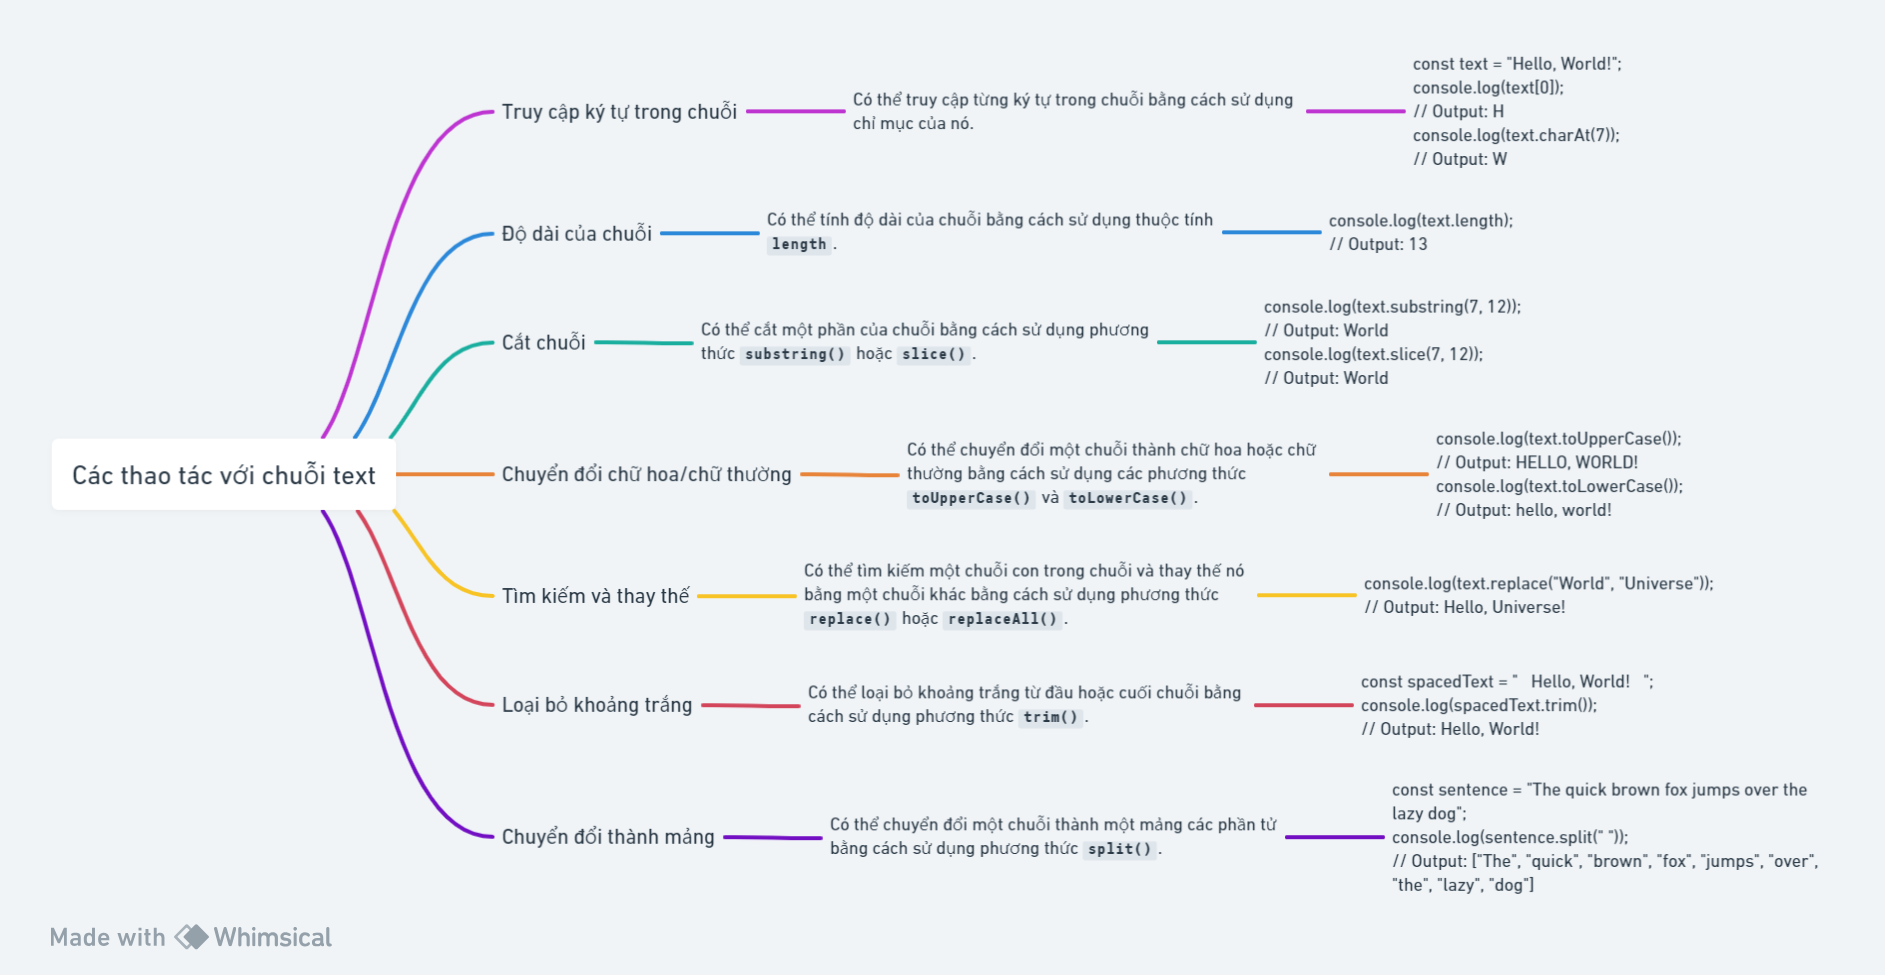 Các thao tác với chuỗi text
Truy cập ký tự trong chuỗi
Có thể truy cập từng ký tự trong chuỗi bằng cách sử dụng
chỉ mục của nó.
const text = "Hello, World!";
console.log(text[0]);
// Output: H
console.log(text.charAt(7));
// Output: W
Độ dài của chuỗi
Có thể tính độ dài của chuỗi bằng cách sử dụng thuộc tính
length.
console.log(text.length);
// Output: 13
Cắt chuỗi
Có thể cắt một phần của chuỗi bằng cách sử dụng phương
thức substring() hoặc slice().
console.log(text.substring(7, 12));
// Output: World
console.log(text.slice(7, 12));
// Output: World
Chuyển đổi chữ hoa/chữ thường
Có thể chuyển đổi một chuỗi thành chữ hoa hoặc chữ
thường bằng cách sử dụng các phương thức
toUpperCase() và toLowerCase().
console.log(text.toUpperCase());
// Output: HELLO, WORLD!
console.log(text.toLowerCase());
// Output: hello, world!
Tìm kiếm và thay thế
Có thể tìm kiếm một chuỗi con trong chuỗi và thay thế nó
bằng một chuỗi khác bằng cách sử dụng phương thức
replace() hoặc replaceAll().
console.log(text.replace("World", "Universe"));
// Output: Hello, Universe!
Loại bỏ khoảng trắng
Có thể loại bỏ khoảng trắng từ đầu hoặc cuối chuỗi bằng
cách sử dụng phương thức trim().
const spacedText = "   Hello, World!   ";
console.log(spacedText.trim());
// Output: Hello, World!
Chuyển đổi thành mảng
Có thể chuyển đổi một chuỗi thành một mảng các phần tử
bằng cách sử dụng phương thức split().
const sentence = "The quick brown fox jumps over the
lazy dog";
console.log(sentence.split(" "));
// Output: ["The", "quick", "brown", "fox", "jumps", "over",
"the", "lazy", "dog"]
Made with Whimsical